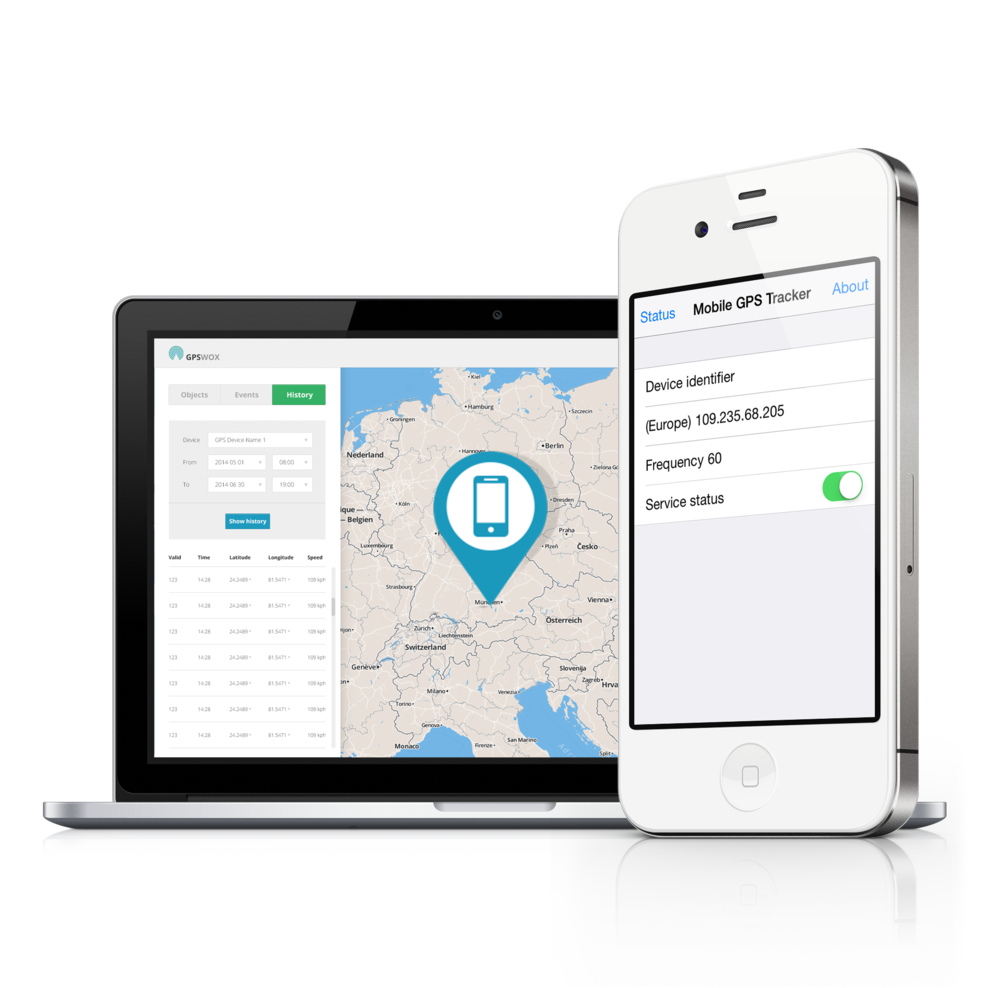 GPSWOX
Objects Events History
Device GPS Device Name 1
From 2014 05 01 08:00
To 2014 06 30 19:00
Show history
Valid Time Latitude Longitude Speed
123 14:28 24.2489 ° 81.5471 ° 109 kph
123 14:28 24.2489 ° 81.5471 ° 109 kph
123 14:28 24.2489 ° 81.5471 ° 109 kph
123 14:28 24.2489 ° 81.5471 ° 109 kph
123 14:28 24.2489 ° 81.5471 ° 109 kph
123 14:28 24.2489 ° 81.5471 ° 109 kph
123 14:28 24.2489 ° 81.5471 ° 109 kph
Kiel
Hamburg
Szczecin
Groningen
Berlin
Nederland
Hannover
Zielona Gó
Köln
Dresden
ique —
— Belgien
Praha
Luxembourg
Plzeň
Česko
Strasbourg
München
Vienna
Österreich
Zürich
Liechtenstein
Switzerland
Genève
Slovenija
Zagreb
Hrva
Milano
Venezia
Torino
Genova
San Marino
Monaco
Firenze
Split
Status Mobile GPS Tracker About
Device identifier
(Europe) 109.235.68.205
Frequency 60
Service status